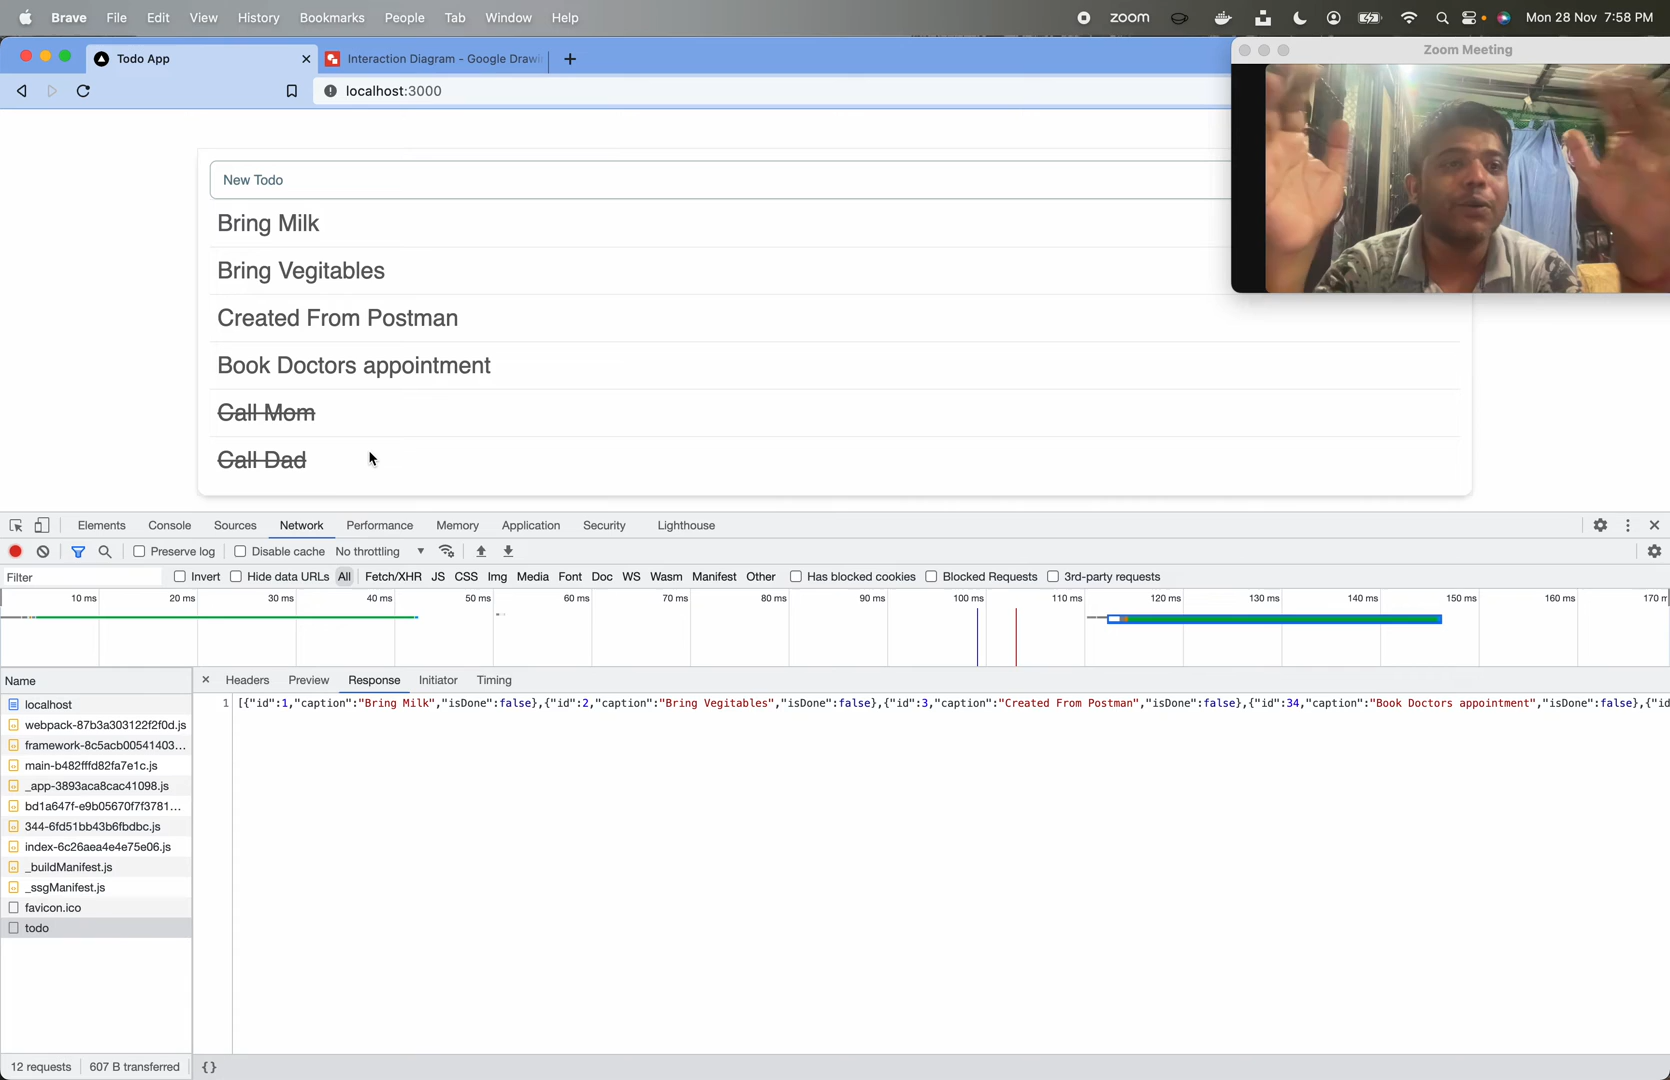 Brave File Edit View History Bookmarks People Tab Window Help zoom Mon 28 Nov 7:58 PM
Todo App Interaction Diagram - Google Drawi
Zoom Meeting
localhost:3000
New Todo
Bring Milk
Bring Vegitables
Created From Postman
Book Doctors appointment
Call Mom
Call Dad
Elements Console Sources Network Performance Memory Application Security Lighthouse
Preserve log Disable cache No throttling
Filter Invert Hide data URLs All Fetch/XHR JS CSS Img Media Font Doc WS Wasm Manifest Other Has blocked cookies Blocked Requests 3rd-party requests
10 ms 20 ms 30 ms 40 ms 50 ms 60 ms 70 ms 80 ms 90 ms 100 ms 110 ms 120 ms 130 ms 140 ms 150 ms 160 ms 170 m
Name Headers Preview Response Initiator Timing
1 [{"id":1,"caption":"Bring Milk","isDone":false},{"id":2,"caption":"Bring Vegitables","isDone":false},{"id":3,"caption":"Created From Postman","isDone":false},{"id":34,"caption":"Book Doctors appointment","isDone":false},{"id
localhost
webpack-87b3a303122f2f0d.js
framework-8c5acb00541403...
main-b482fffd82fa7e1c.js
_app-3893aca8cac41098.js
bd1a647f-e9b05670f7f3781...
344-6fd51bb43b6fbdbc.js
index-6c26aea4e4e75e06.js
_buildManifest.js
_ssgManifest.js
favicon.ico
todo
12 requests 607 B transferred {}